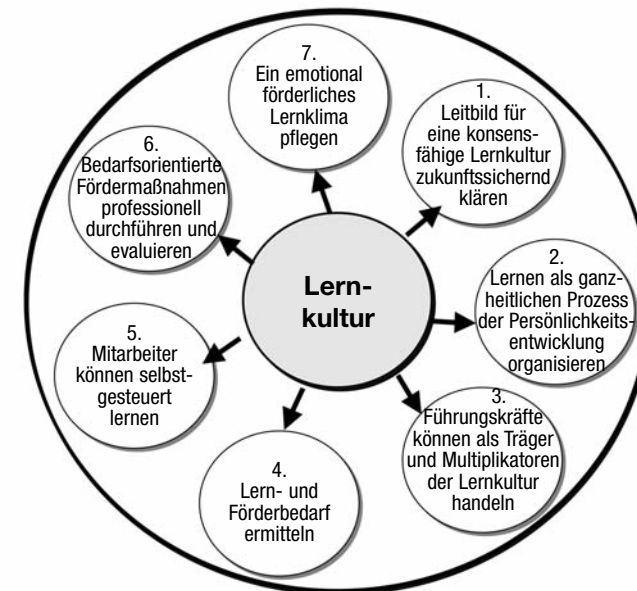 7.
Ein emotional
förderliches
Lernklima
pflegen
1.
Leitbild für
eine konsens-
fähige Lernkultur
zukunftssichernd
klären
2.
Lernen als ganz-
heitlichen Prozess
der Persönlichkeits-
entwicklung
organisieren
3.
Führungskräfte
können als Träger
und Multiplikatoren
der Lernkultur
handeln
4.
Lern- und
Förderbedarf
ermitteln
5.
Mitarbeiter
können selbst-
gesteuert
lernen
6.
Bedarfsorientierte
Fördermaßnahmen
professionell
durchführen und
evaluieren
Lern-
kultur